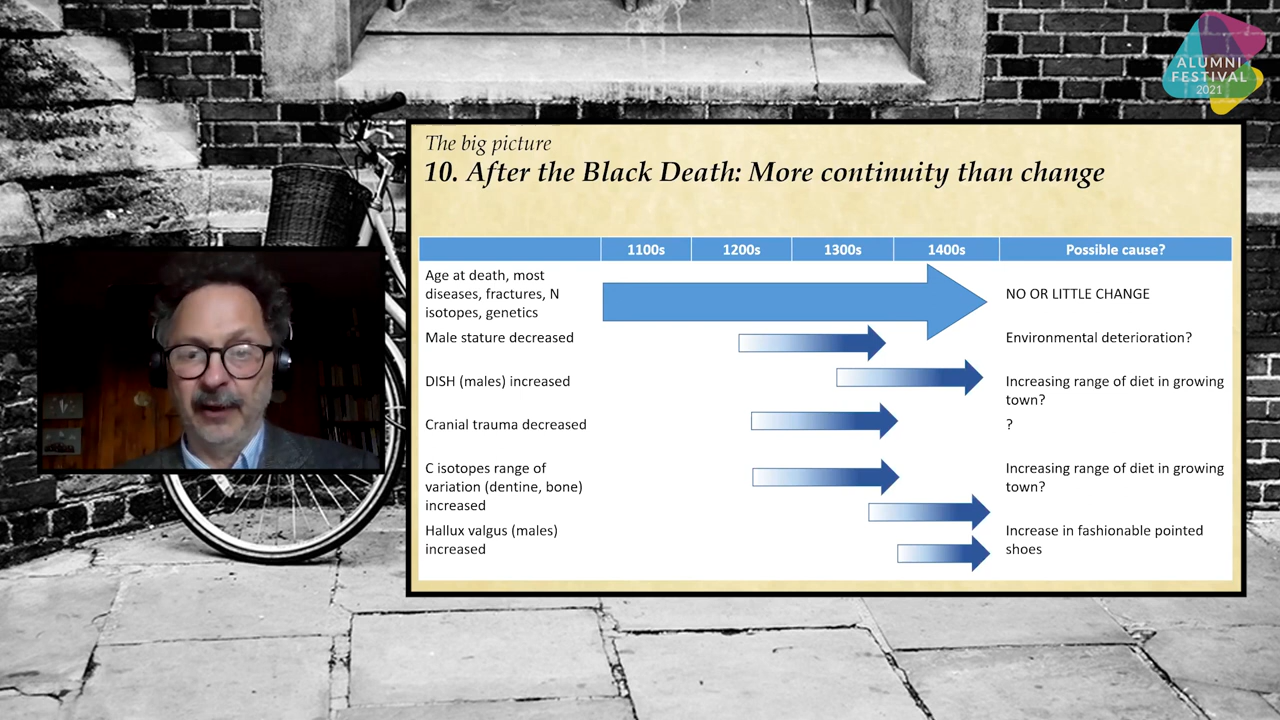 ALUMNI
FESTIVAL
2021
The big picture
10. After the Black Death: More continuity than change
1100s 1200s 1300s 1400s Possible cause?
Age at death, most
diseases, fractures, N
isotopes, genetics
NO OR LITTLE CHANGE
Male stature decreased
Environmental deterioration?
DISH (males) increased
Increasing range of diet in growing
town?
Cranial trauma decreased
?
C isotopes range of
variation (dentine, bone)
increased
Increasing range of diet in growing
town?
Hallux valgus (males)
increased
Increase in fashionable pointed
shoes